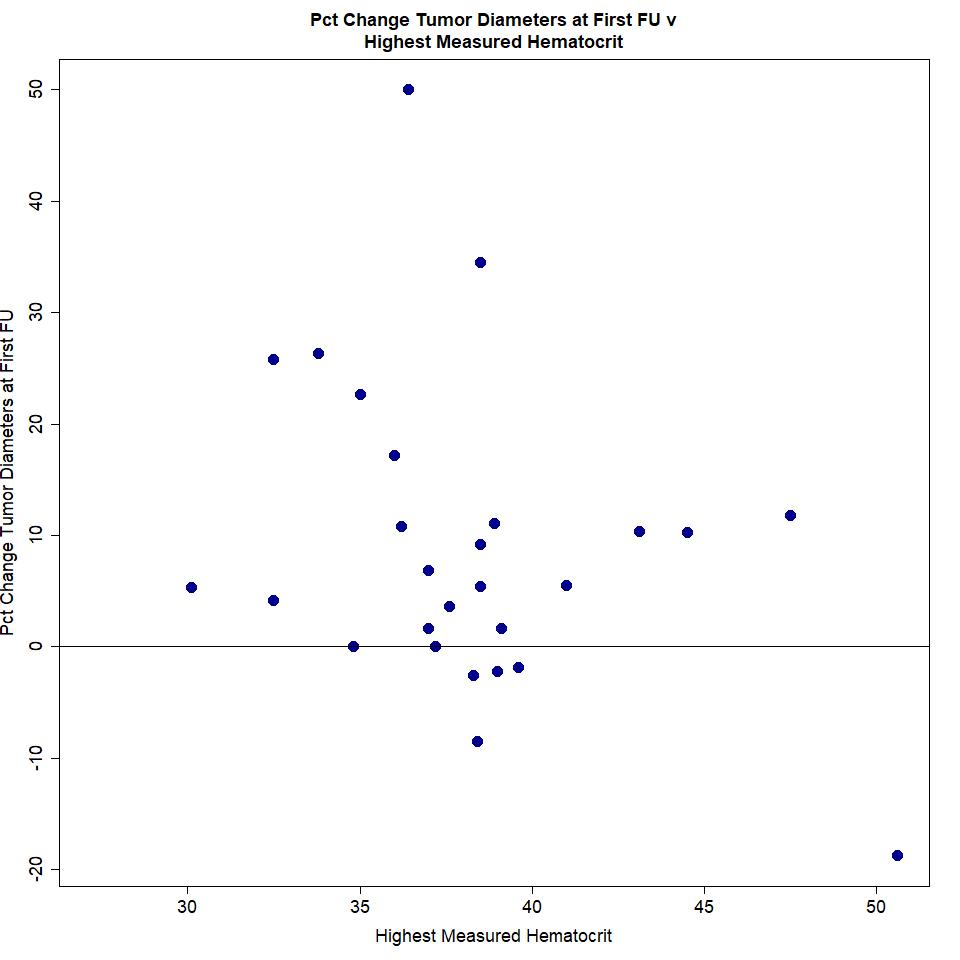 Pct Change Tumor Diameters at First FU v
Highest Measured Hematocrit
Pct Change Tumor Diameters at First FU
50
40
30
20
10
0
-10
-20
30 35 40 45 50
Highest Measured Hematocrit